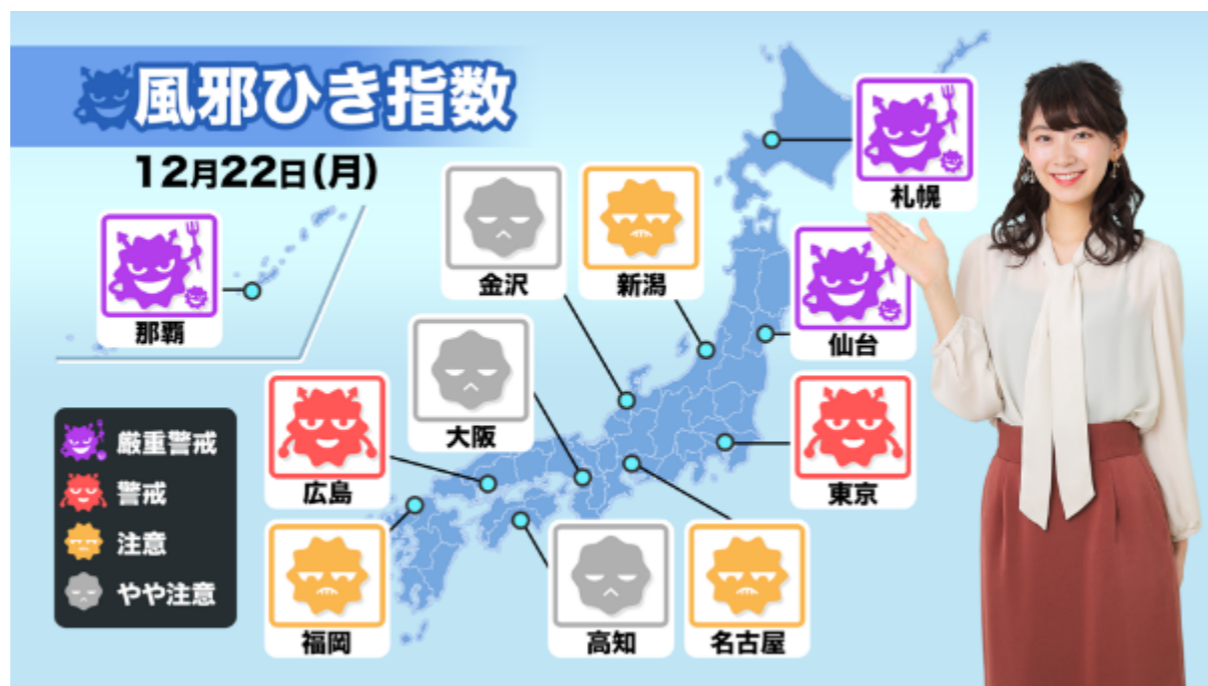 風邪ひき指数
12月22日(月)
札幌
金沢
新潟
那覇
仙台
大阪
広島
東京
厳重警戒
警戒
注意
やや注意
福岡
高知
名古屋